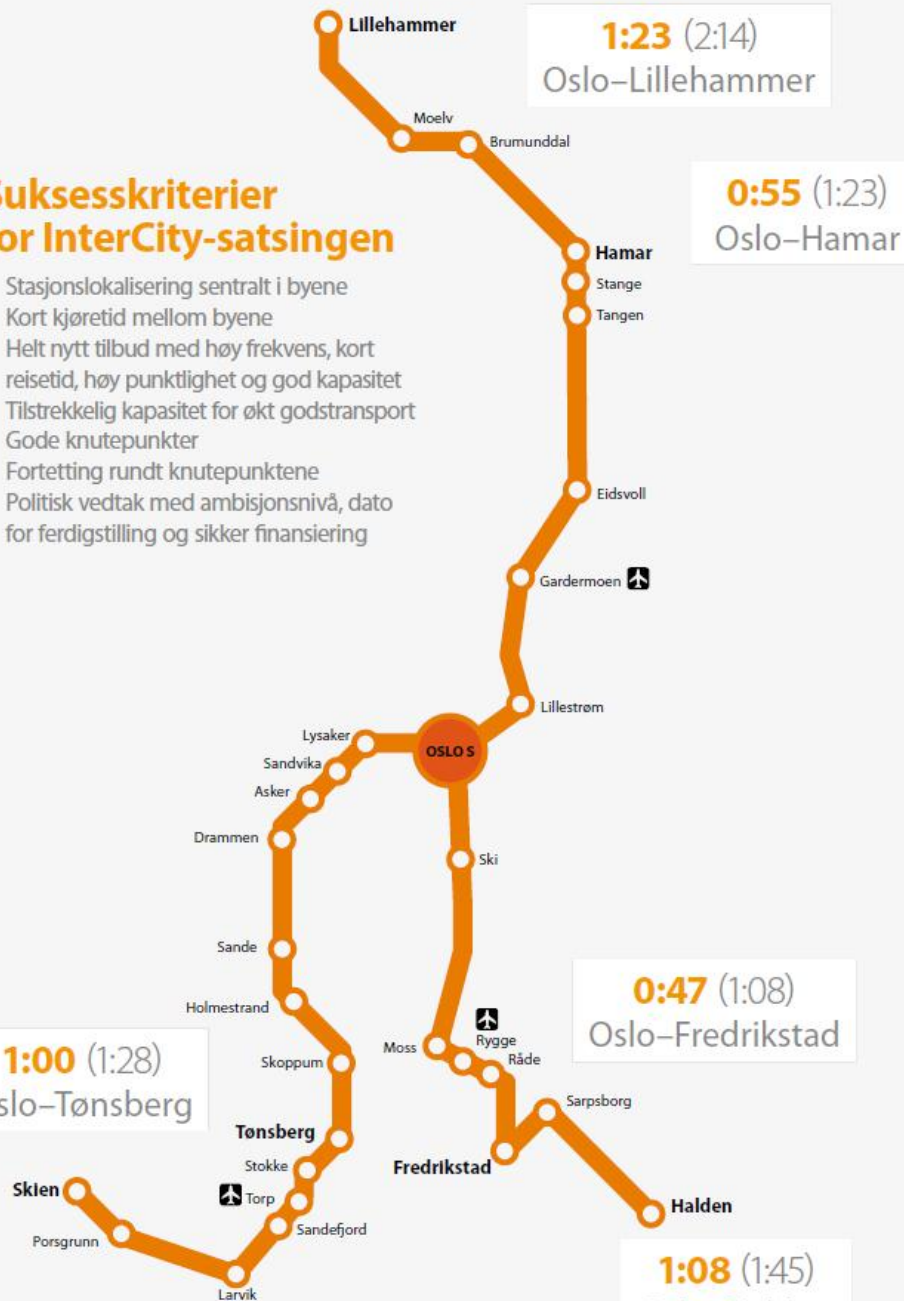 Lillehammer
1:23 (2:14)
Oslo–Lillehammer
Moelv
Brumunddal
0:55 (1:23)
Oslo–Hamar
uksesskriterier
or InterCity-satsingen
Stasjonslokalisering sentralt i byene
Kort kjøretid mellom byene
Helt nytt tilbud med høy frekvens, kort
reisetid, høy punktlighet og god kapasitet
Tilstrekkelig kapasitet for økt godstransport
Gode knutepunkter
Fortetting rundt knutepunktene
Politisk vedtak med ambisjonsnivå, dato
for ferdigstilling og sikker finansiering
Hamar
Stange
Tangen
Eidsvoll
Gardermoen
Lillestrøm
OSLO S
Lysaker
Sandvika
Asker
Drammen
Sande
Holmestrand
Skoppum
1:00 (1:28)
slo–Tønsberg
Tønsberg
Stokke
Torp
Sandefjord
Larvik
Porsgrunn
Skien
Ski
0:47 (1:08)
Oslo–Fredrikstad
Moss
Rygge
Råde
Sarpsborg
Fredrikstad
Halden
1:08 (1:45)